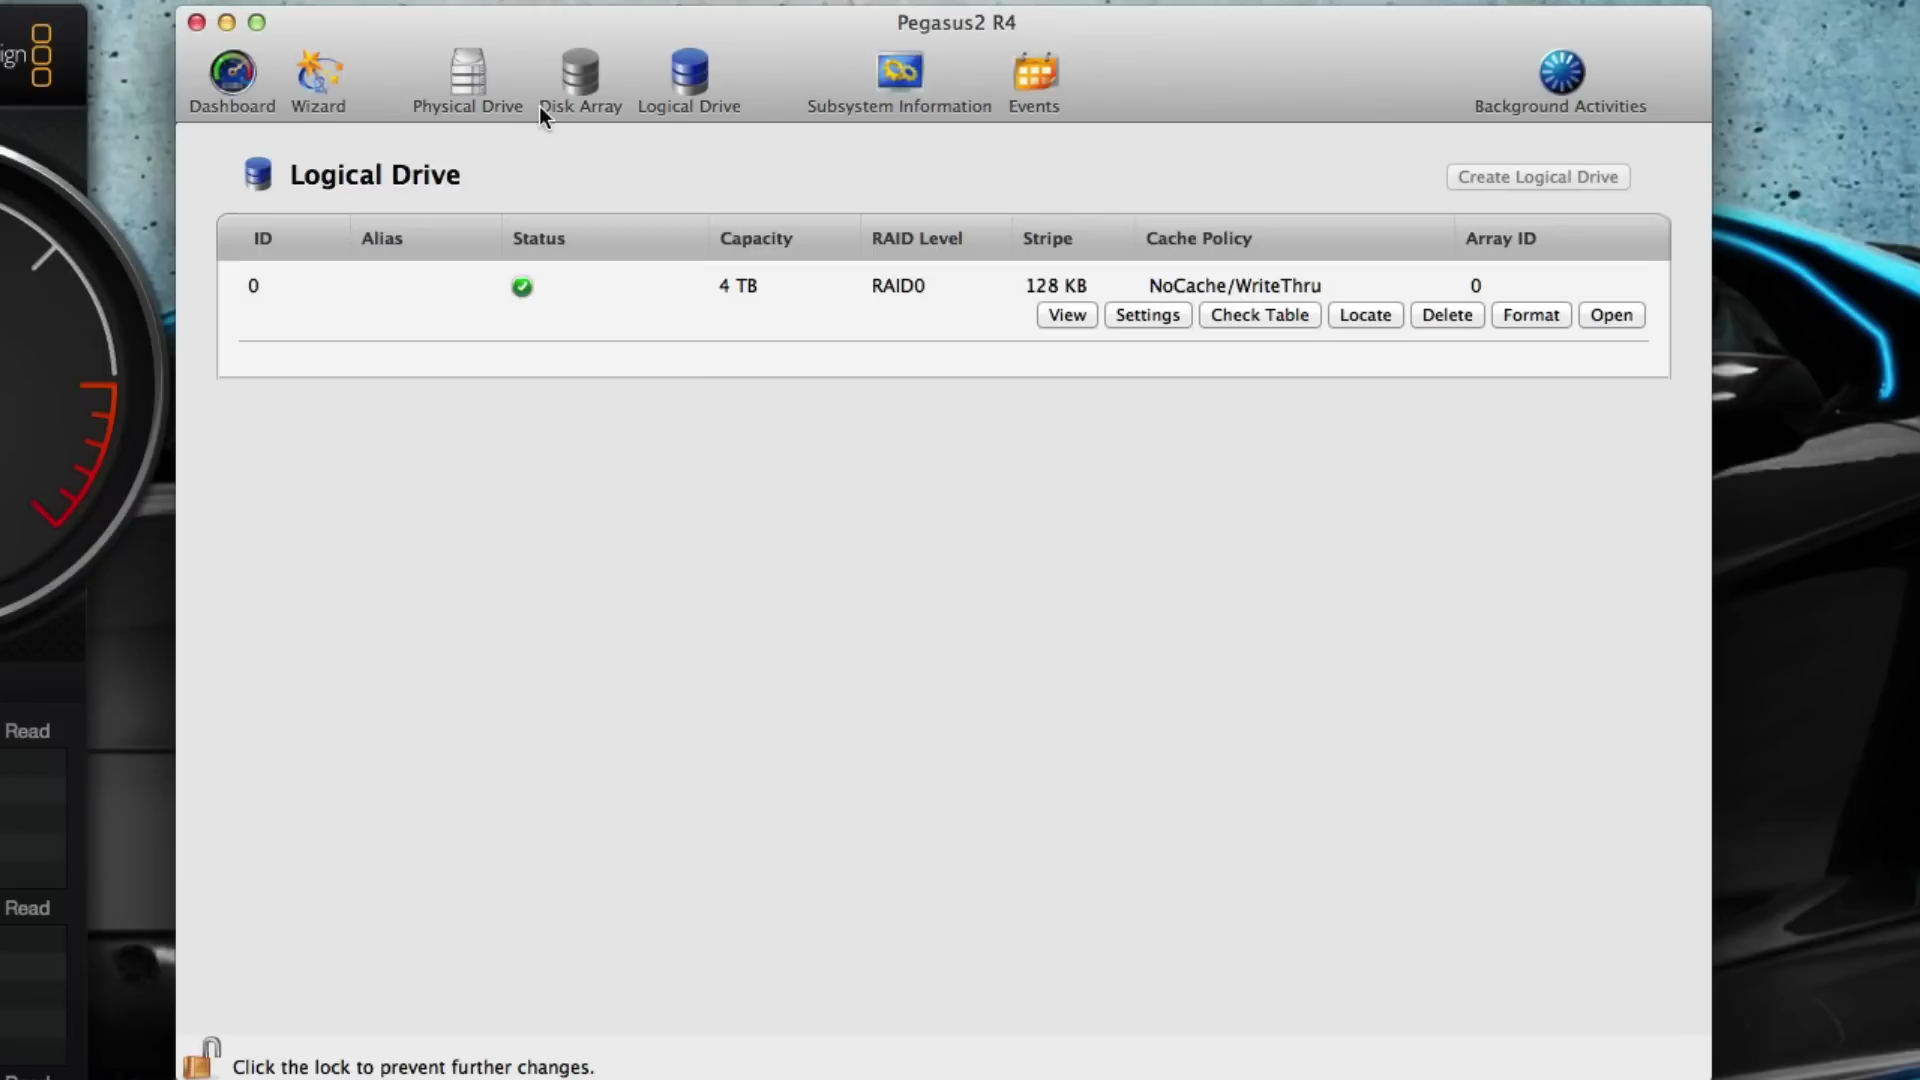 Pegasus2 R4
ign
Dashboard Wizard Physical Drive Disk Array Logical Drive Subsystem Information Events Background Activities
Logical Drive
Create Logical Drive
ID Alias Status Capacity RAID Level Stripe Cache Policy Array ID
0 4 TB RAID0 128 KB NoCache/WriteThru 0
View Settings Check Table Locate Delete Format Open
Read
Read
Click the lock to prevent further changes.